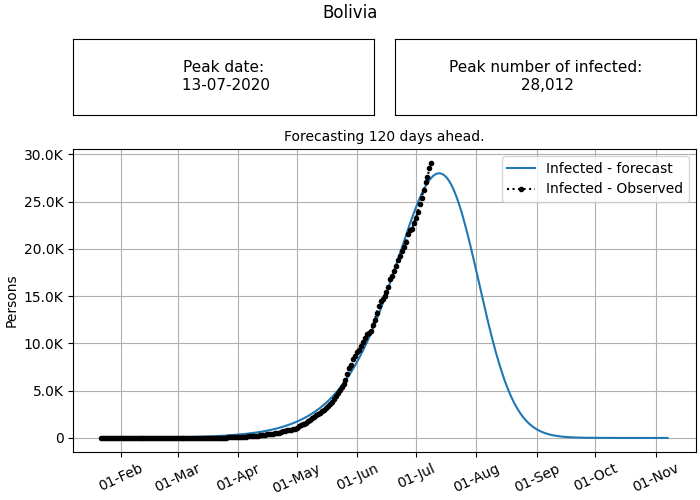 Bolivia
Peak date:
13-07-2020
Peak number of infected:
28,012
Forecasting 120 days ahead.
30.0K
25.0K
20.0K
15.0K
10.0K
5.0K
0
Persons
Infected - forecast
Infected - Observed
01-Feb
01-Mar
01-Apr
01-May
01-Jun
01-Jul
01-Aug
01-Sep
01-Oct
01-Nov